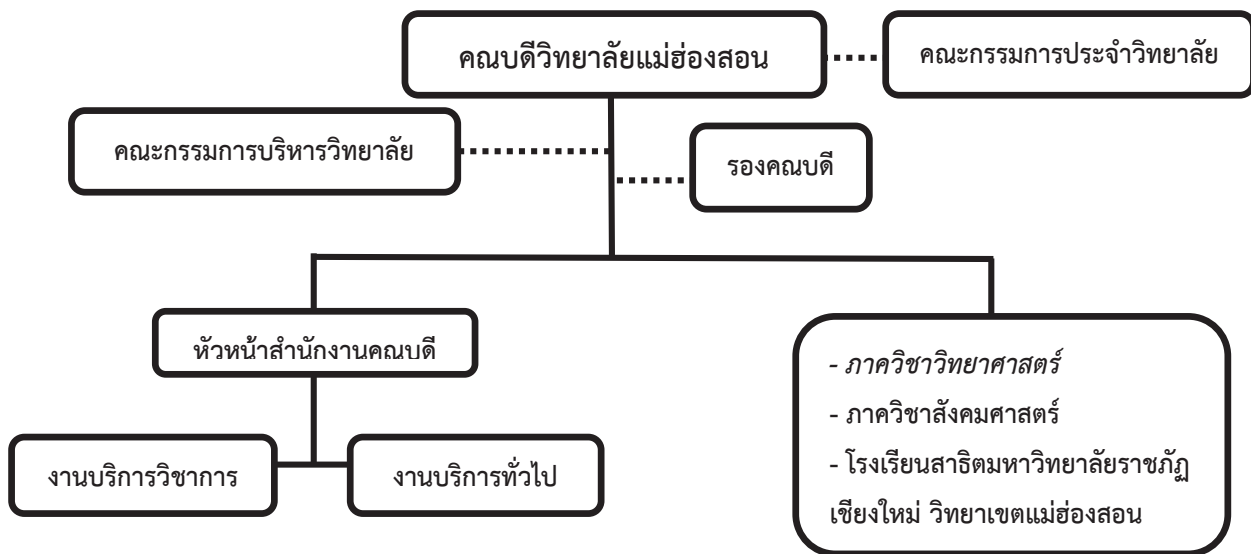 คณบดีวิทยาลัยแม่ฮ่องสอน
คณะกรรมการประจำวิทยาลัย
คณะกรรมการบริหารวิทยาลัย
รองคณบดี
หัวหน้าสำนักงานคณบดี
- ภาควิชาวิทยาศาสตร์
- ภาควิชาสังคมศาสตร์
- โรงเรียนสาธิตมหาวิทยาลัยราชภัฏ
เชียงใหม่ วิทยาเขตแม่ฮ่องสอน
งานบริการวิชาการ
งานบริการทั่วไป